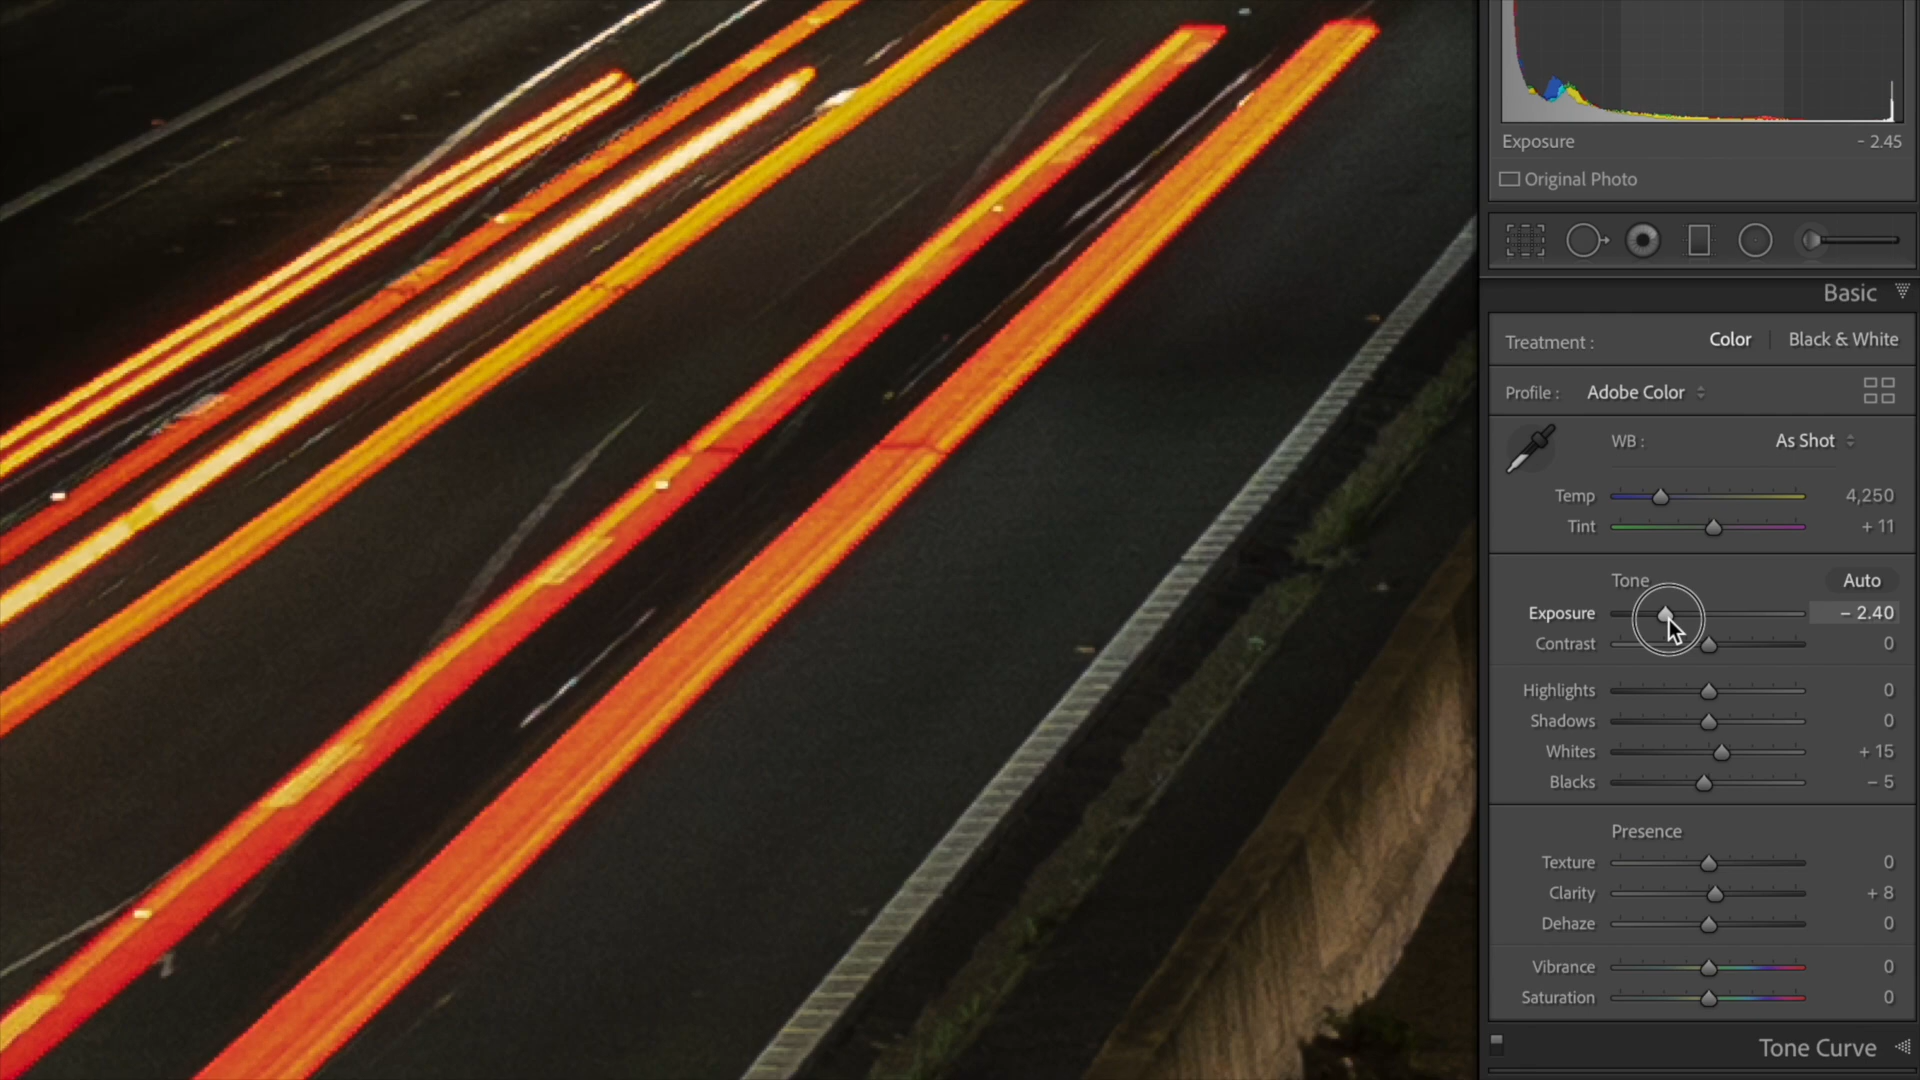 Exposure - 2.45
Original Photo
Basic
Treatment : Color Black & White
Profile : Adobe Color
WB : As Shot
Temp 4,250
Tint + 11
Tone Auto
Exposure – 2.40
Contrast 0
Highlights 0
Shadows 0
Whites + 15
Blacks – 5
Presence
Texture 0
Clarity + 8
Dehaze 0
Vibrance 0
Saturation 0
Tone Curve